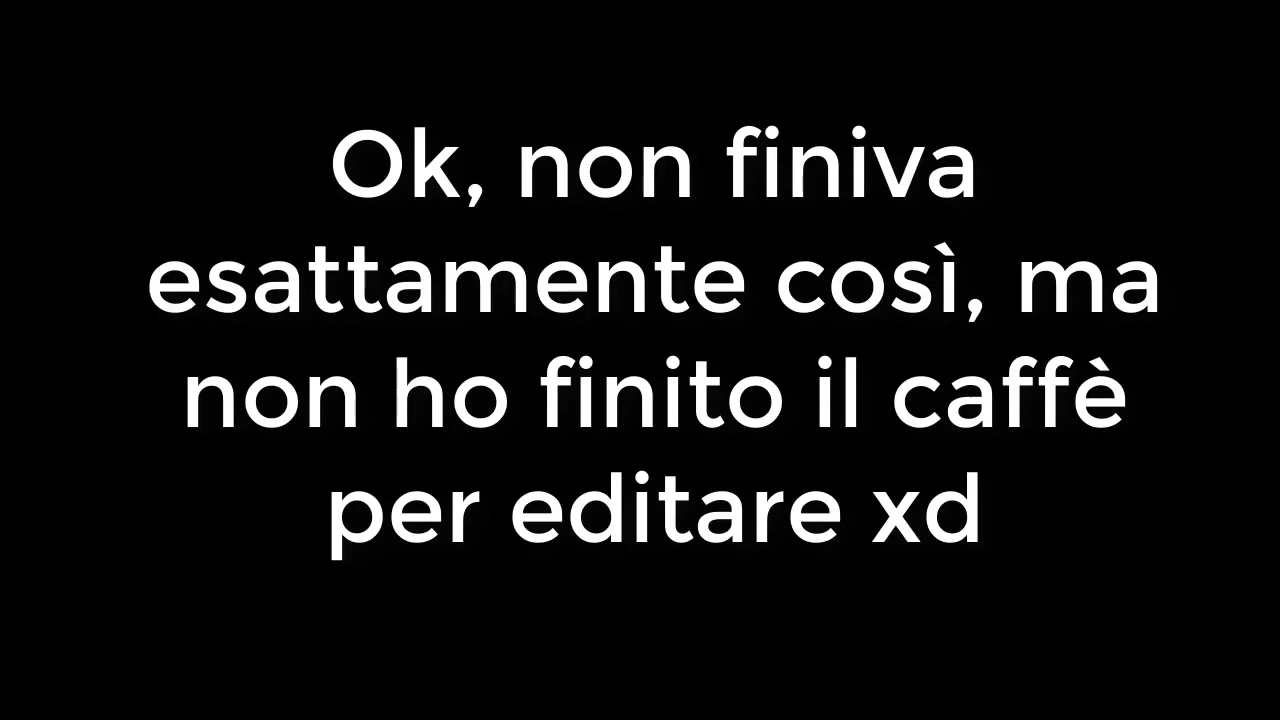 Ok, non finiva
esattamente così, ma
non ho finito il caffè
per editare xd